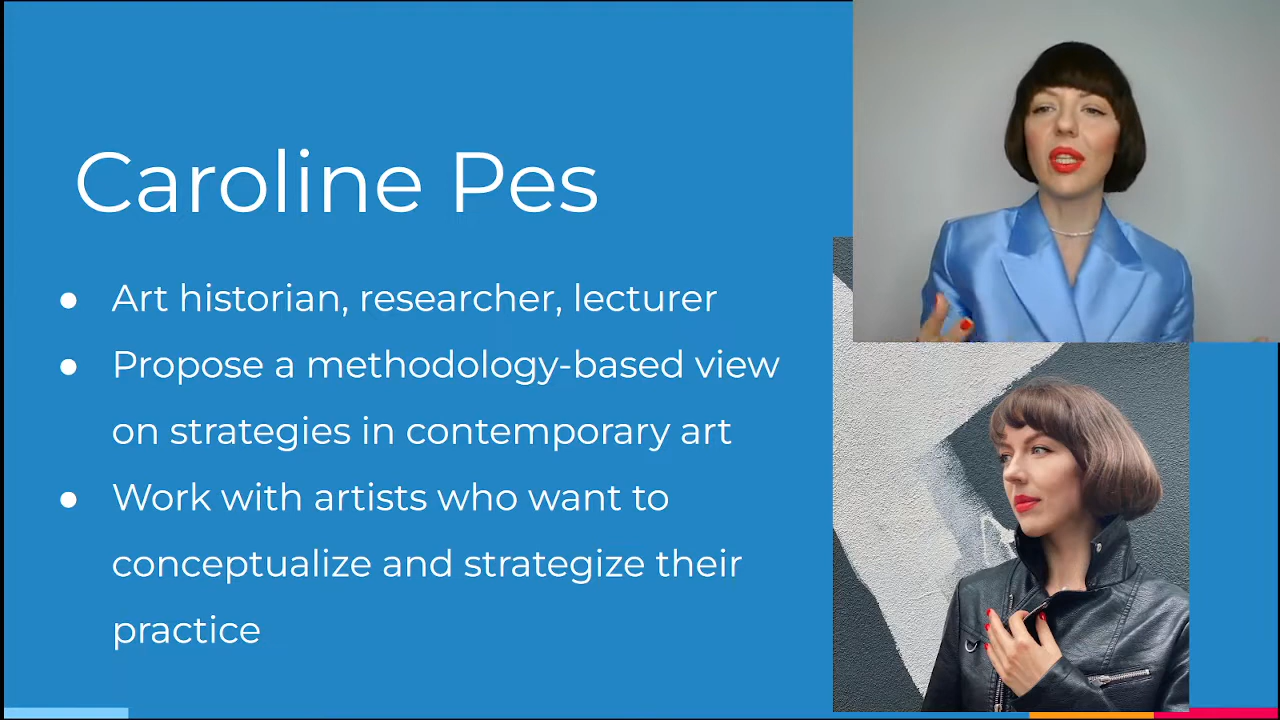 Caroline Pes
● Art historian, researcher, lecturer
● Propose a methodology-based view
on strategies in contemporary art
● Work with artists who want to
conceptualize and strategize their
practice